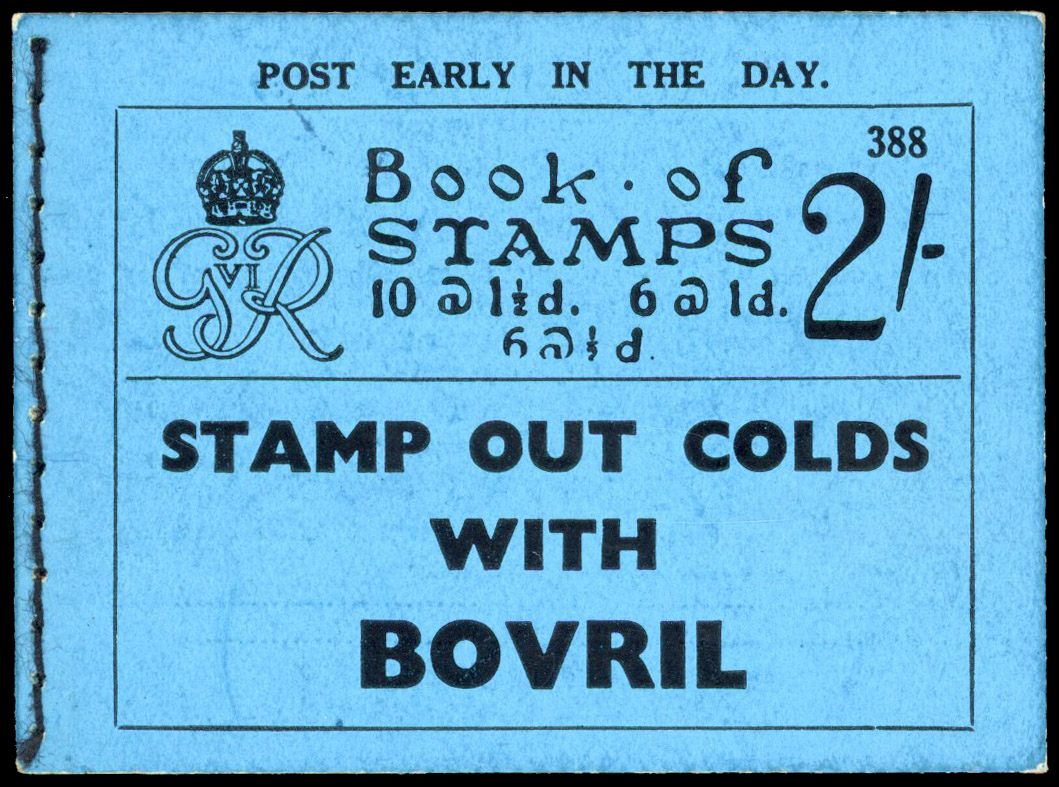 POST EARLY IN THE DAY.
388
GVIR
Book · of
STAMPS 2/-
10 @ 1½d. 6 @ 1d.
6 @ ½d.
STAMP OUT COLDS
WITH
BOVRIL